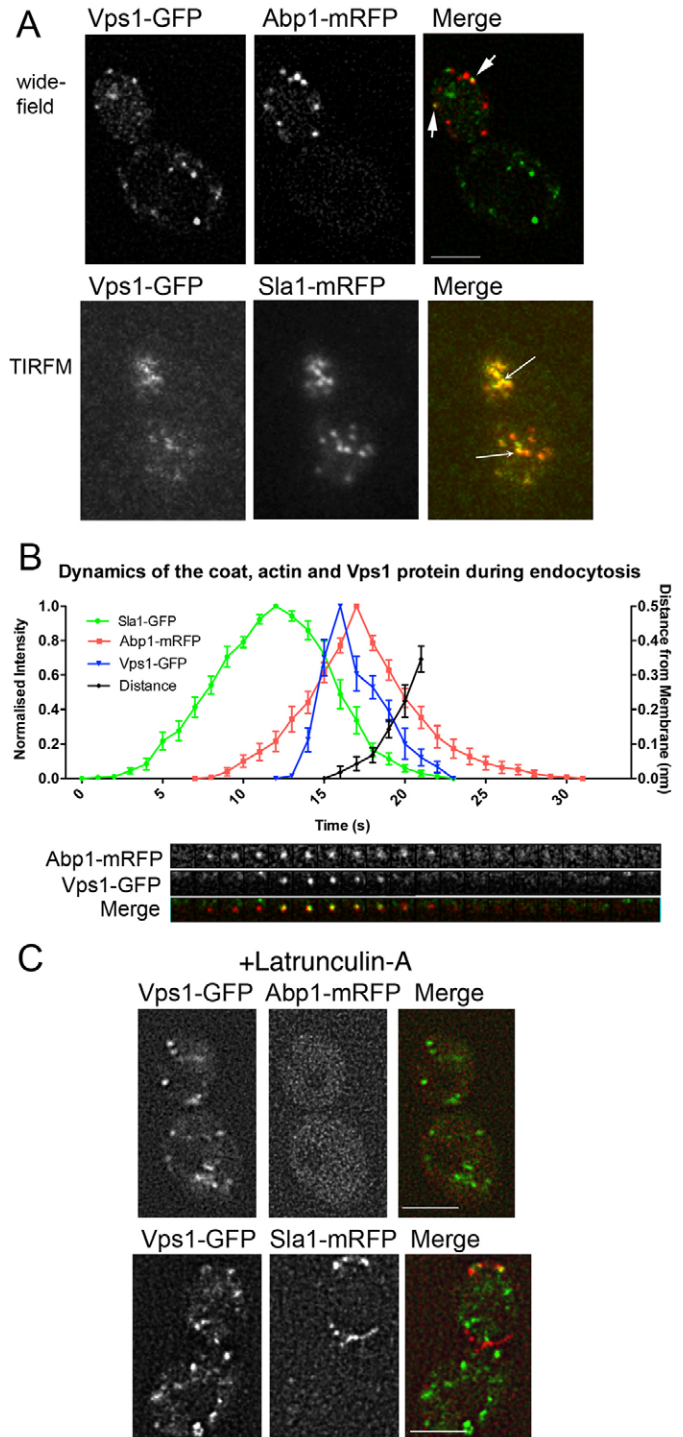 A
Vps1-GFP Abp1-mRFP Merge
wide-
field
Vps1-GFP Sla1-mRFP Merge
TIRFM
B
Dynamics of the coat, actin and Vps1 protein during endocytosis
Normalised Intensity
1.0
0.8
0.6
0.4
0.2
0.0
Sla1-GFP
Abp1-mRFP
Vps1-GFP
Distance
0.5
0.4
0.3
0.2
0.1
0.0
Distance from Membrane (nm)
0 5 10 15 20 25 30
Time (s)
Abp1-mRFP
Vps1-GFP
Merge
C
+Latrunculin-A
Vps1-GFP Abp1-mRFP Merge
Vps1-GFP Sla1-mRFP Merge